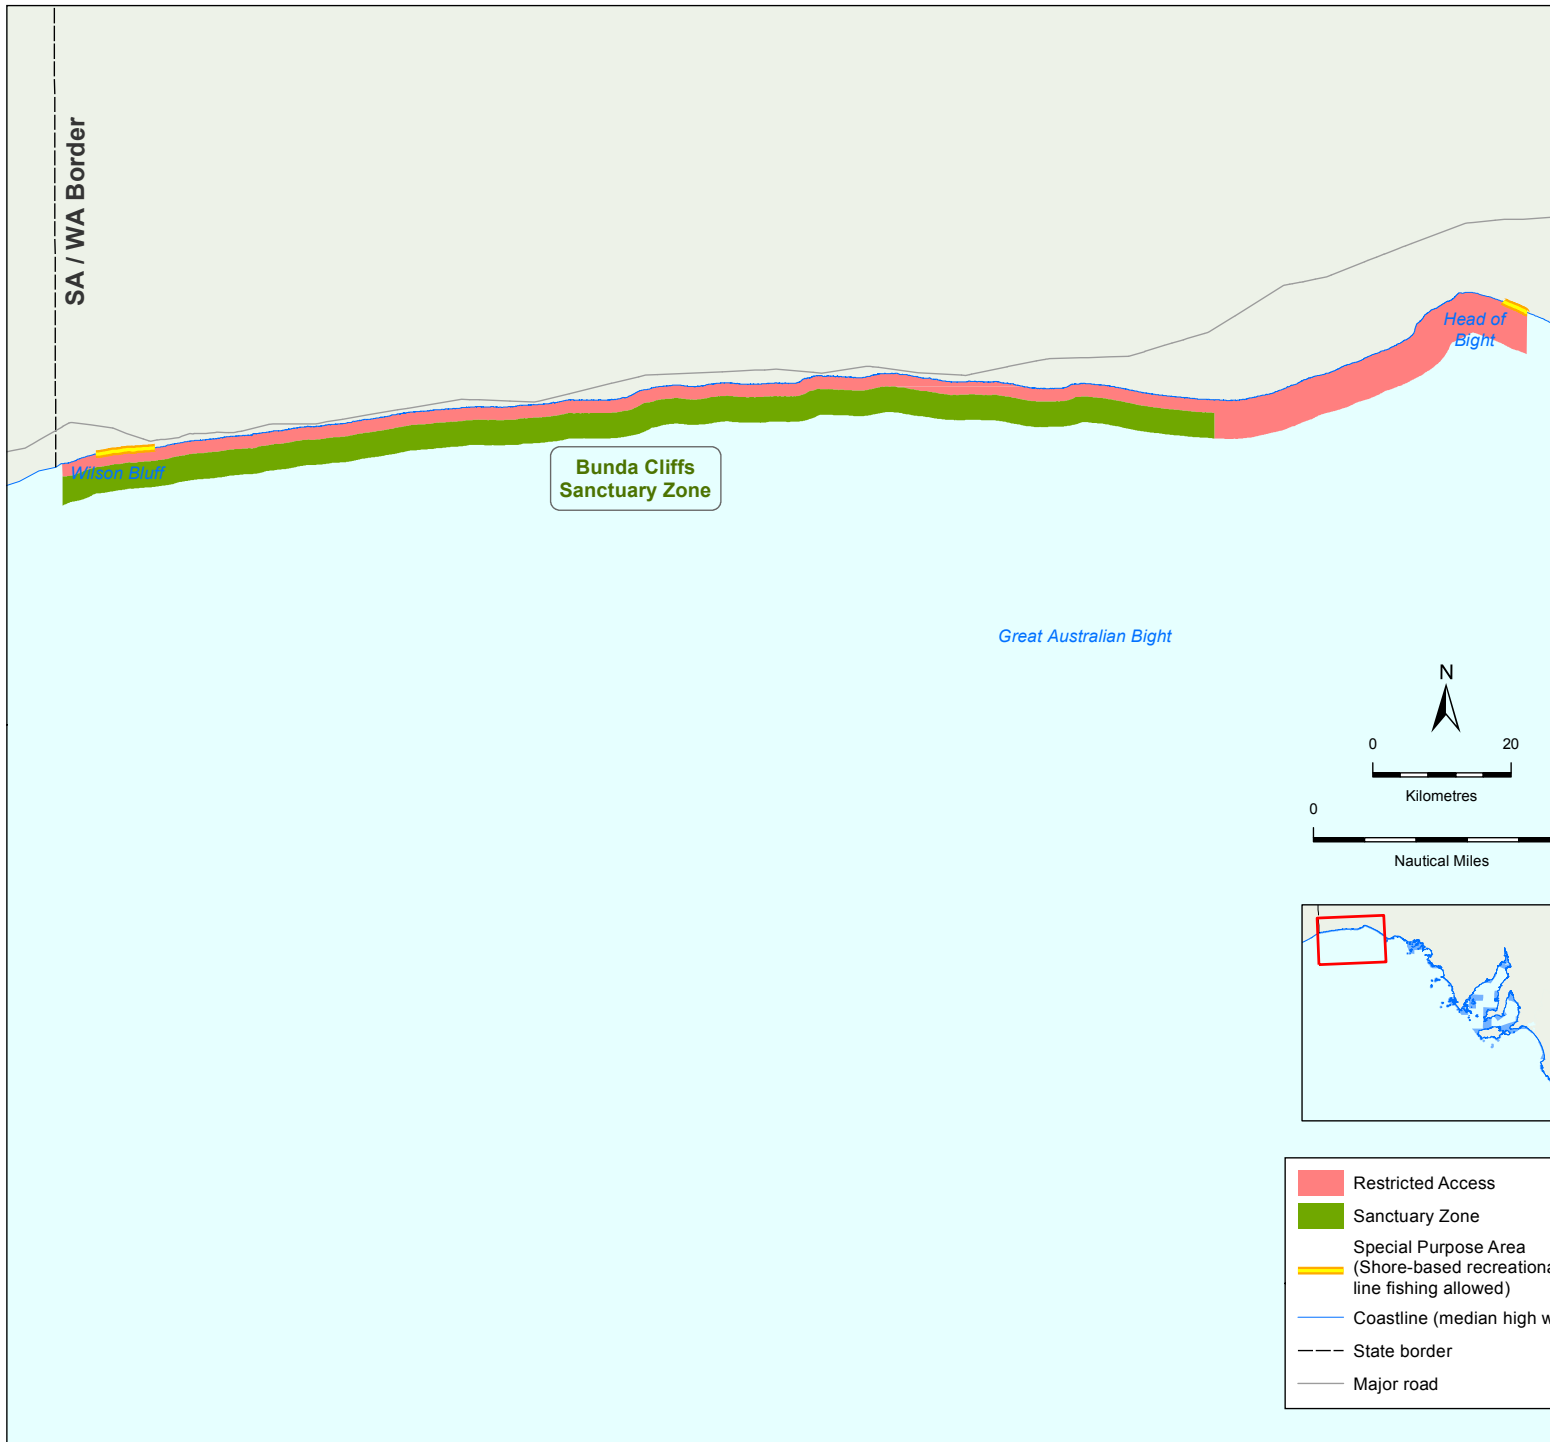 SA / WA Border
Head of
Bight
Wilson Bluff
Bunda Cliffs
Sanctuary Zone
Great Australian Bight
N
0 20
Kilometres
0
Nautical Miles
Restricted Access
Sanctuary Zone
Special Purpose Area
(Shore-based recreationa
line fishing allowed)
Coastline (median high w
State border
Major road